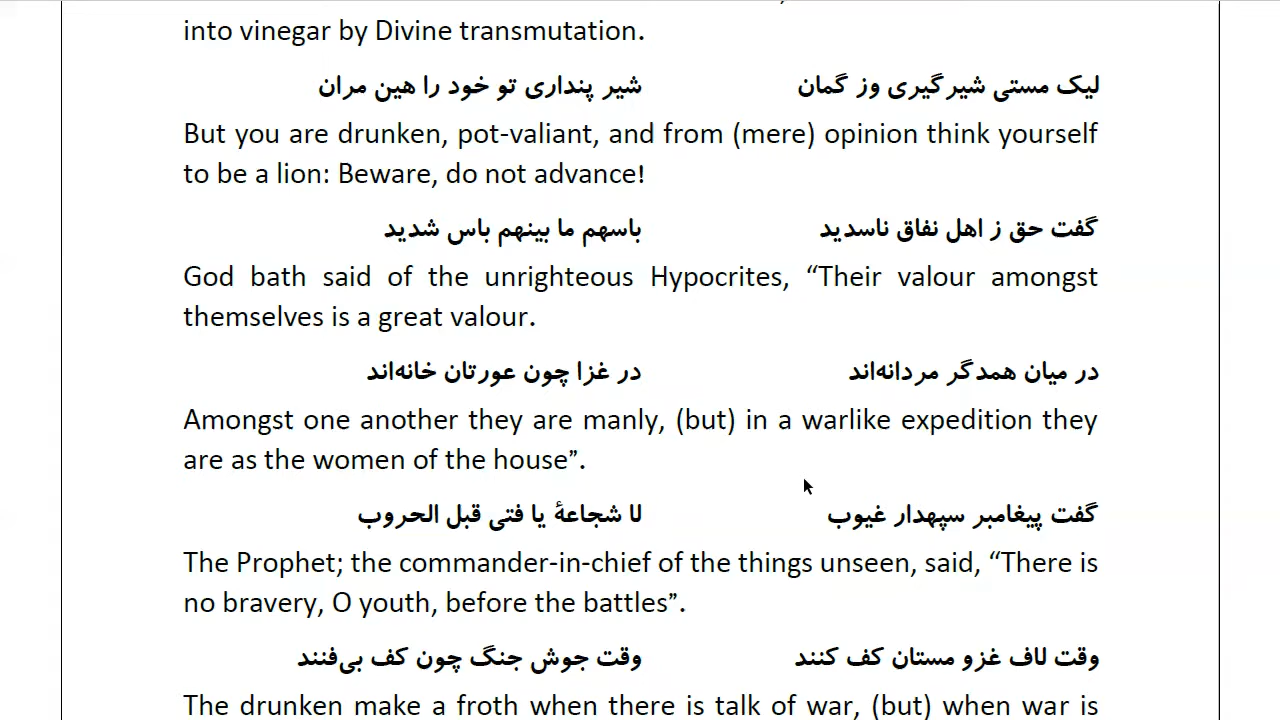 into vinegar by Divine transmutation.
لیک مستی شیرگیری وز گمان شیر پنداری تو خود را هین مران
But you are drunken, pot-valiant, and from (mere) opinion think yourself
to be a lion: Beware, do not advance!
گفت حق ز اهل نفاق ناسدید باسهم ما بینهم باس شدید
God bath said of the unrighteous Hypocrites, “Their valour amongst
themselves is a great valour.
در میان همدگر مردانه‌اند در غزا چون عورتان خانه‌اند
Amongst one another they are manly, (but) in a warlike expedition they
are as the women of the house”.
گفت پیغامبر سپهدار غیوب لا شجاعهٔ یا فتی قبل الحروب
The Prophet; the commander-in-chief of the things unseen, said, “There is
no bravery, O youth, before the battles”.
وقت لاف غزو مستان کف کنند وقت جوش جنگ چون کف بی‌فنند
The drunken make a froth when there is talk of war, (but) when war is